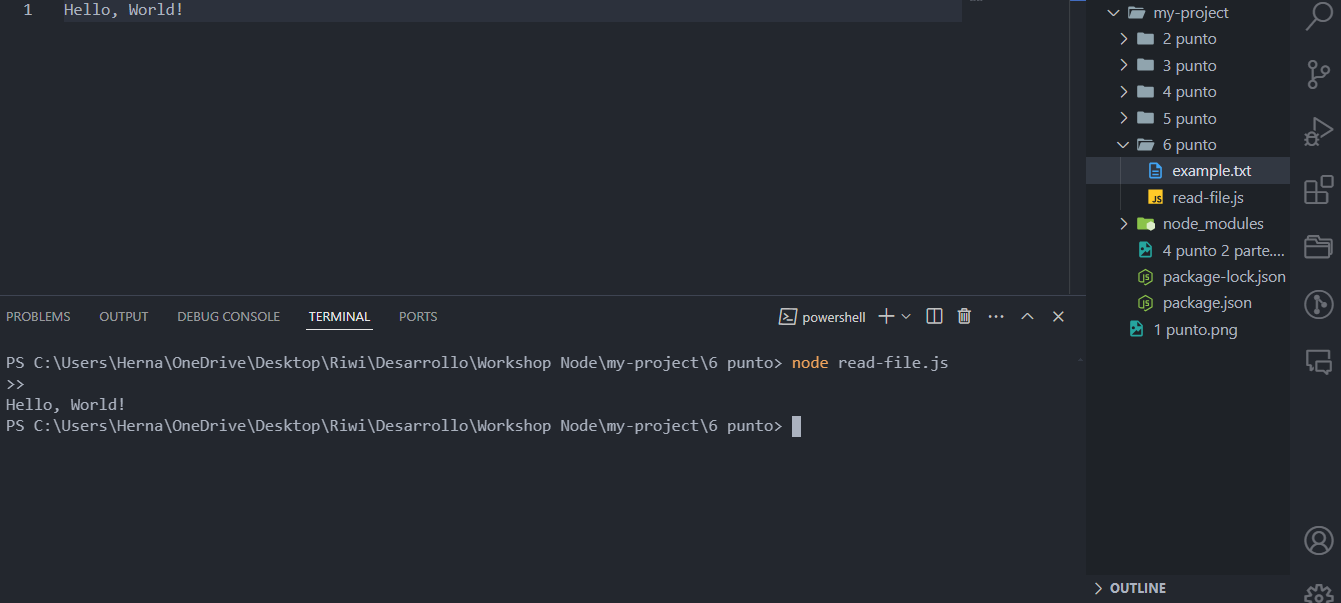 1 Hello, World!
my-project
2 punto
3 punto
4 punto
5 punto
6 punto
example.txt
JS read-file.js
node_modules
4 punto 2 parte....
package-lock.json
package.json
1 punto.png
PROBLEMS OUTPUT DEBUG CONSOLE TERMINAL PORTS powershell
PS C:\Users\Herna\OneDrive\Desktop\Riwi\Desarrollo\Workshop Node\my-project\6 punto> node read-file.js
>>
Hello, World!
PS C:\Users\Herna\OneDrive\Desktop\Riwi\Desarrollo\Workshop Node\my-project\6 punto>
OUTLINE